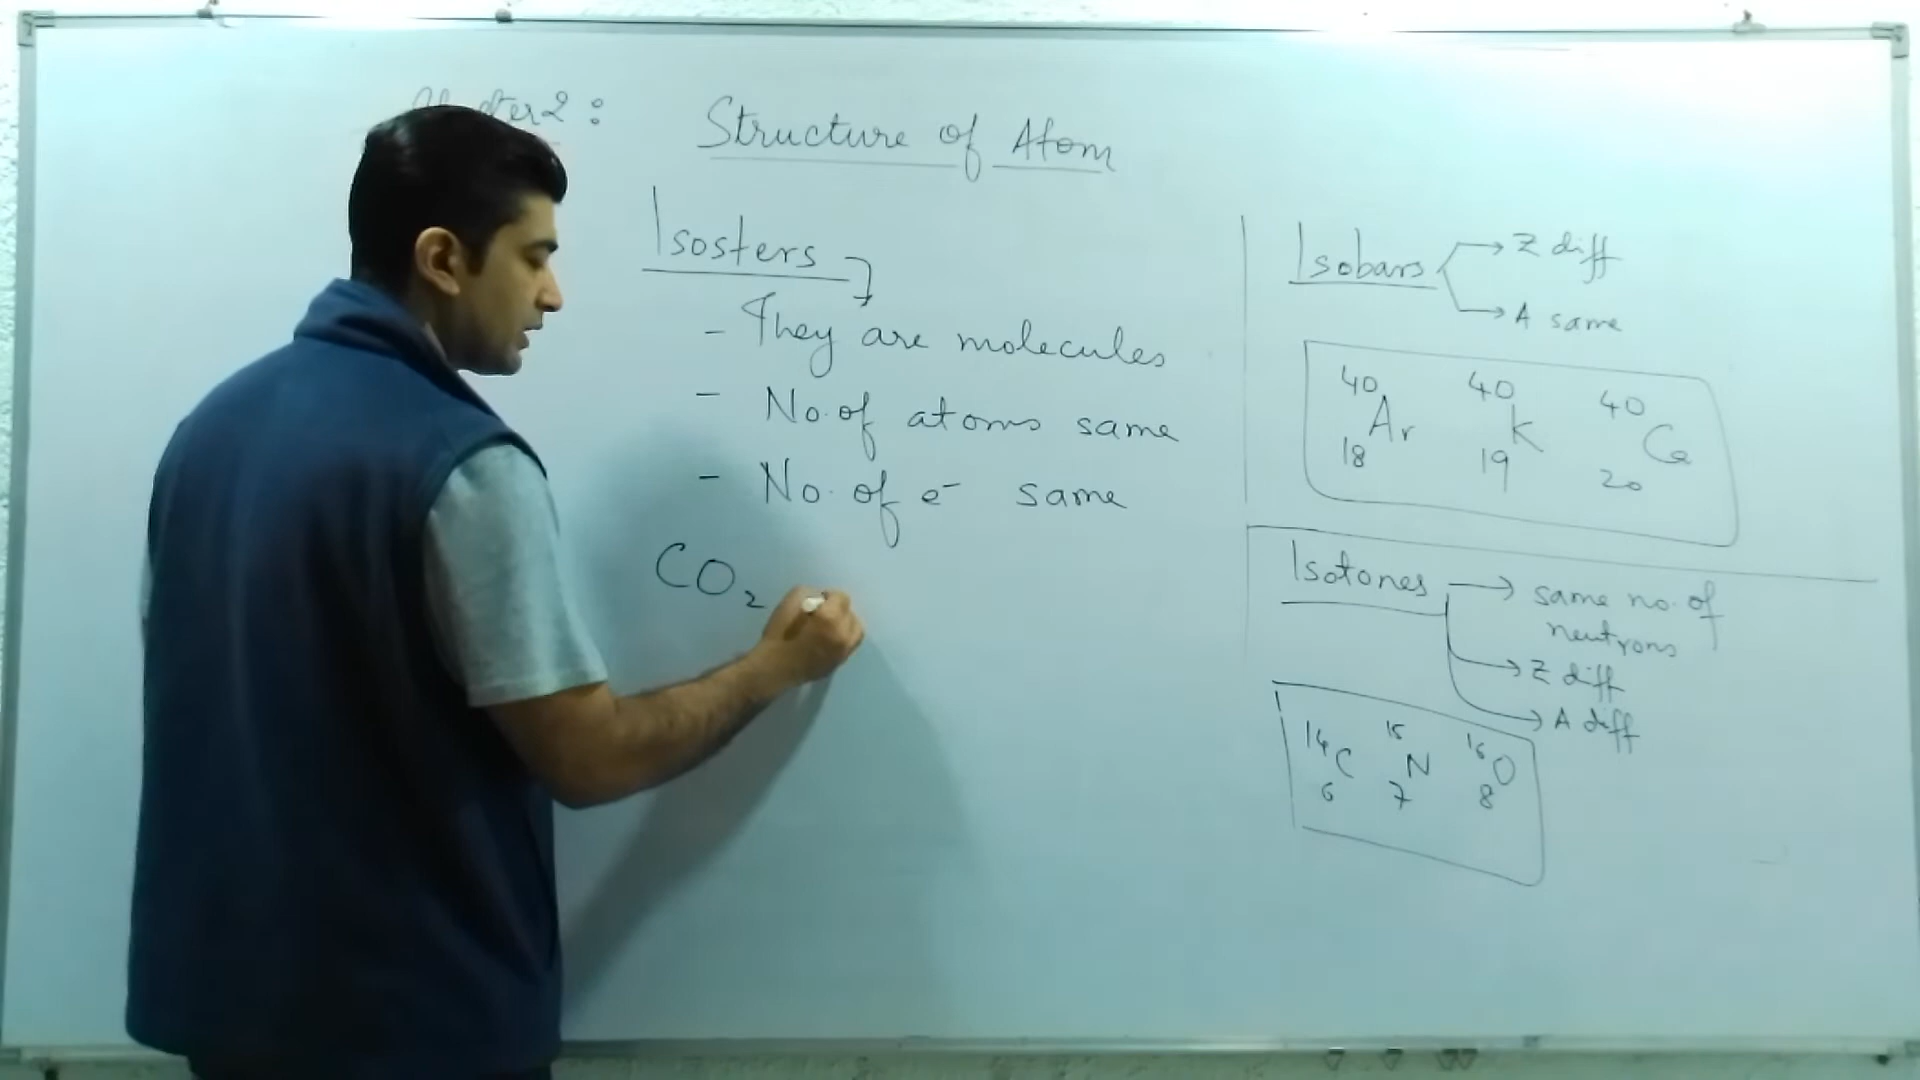 2 :
Structure of Atom
Isosters
- They are molecules
- No. of atoms same
- No. of e⁻ same
CO₂
Isobars → Z diff
→ A same
40 Ar 18 40 K 19 40 Ca 20
Isotones → same no. of
neutrons
→ Z diff
→ A diff
14 C 6 15 N 7 16 O 8